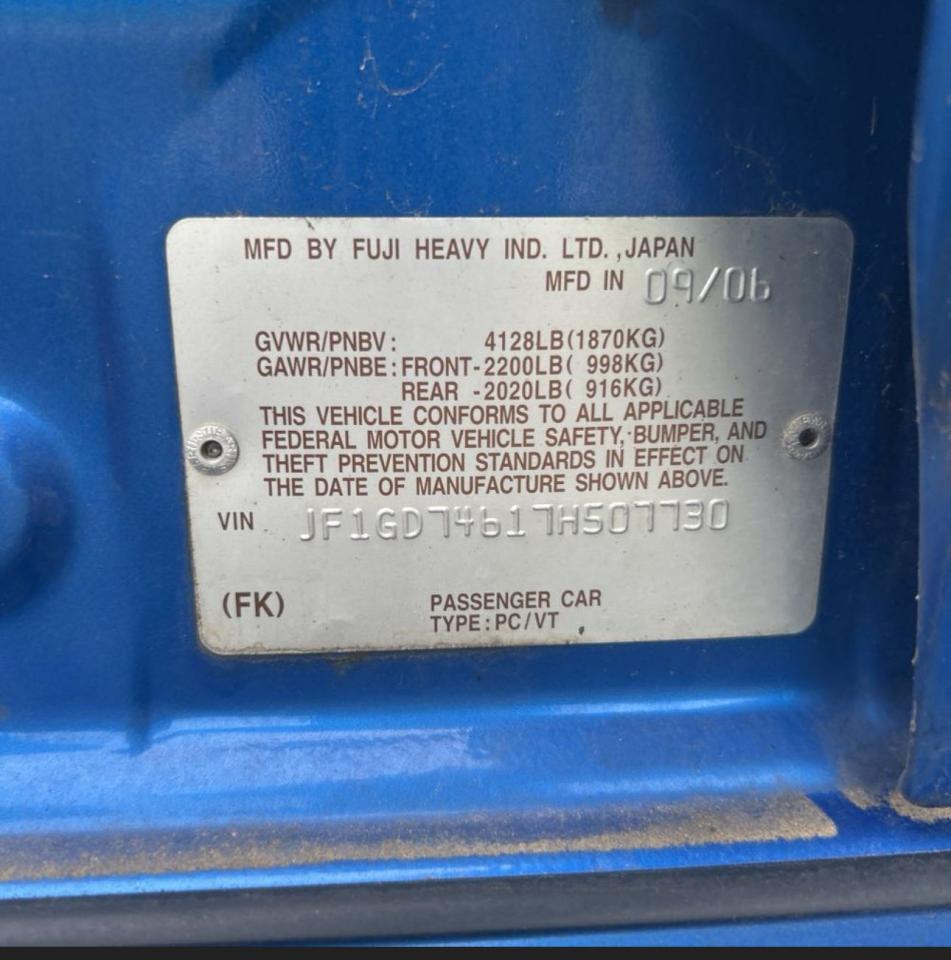 MFD BY FUJI HEAVY IND. LTD. ,JAPAN
MFD IN 09/06
GVWR/PNBV : 4128LB(1870KG)
GAWR/PNBE : FRONT-2200LB( 998KG)
REAR -2020LB( 916KG)
THIS VEHICLE CONFORMS TO ALL APPLICABLE
FEDERAL MOTOR VEHICLE SAFETY, BUMPER, AND
THEFT PREVENTION STANDARDS IN EFFECT ON
THE DATE OF MANUFACTURE SHOWN ABOVE.
VIN JF1GD74617H507730
(FK) PASSENGER CAR
TYPE : PC/VT